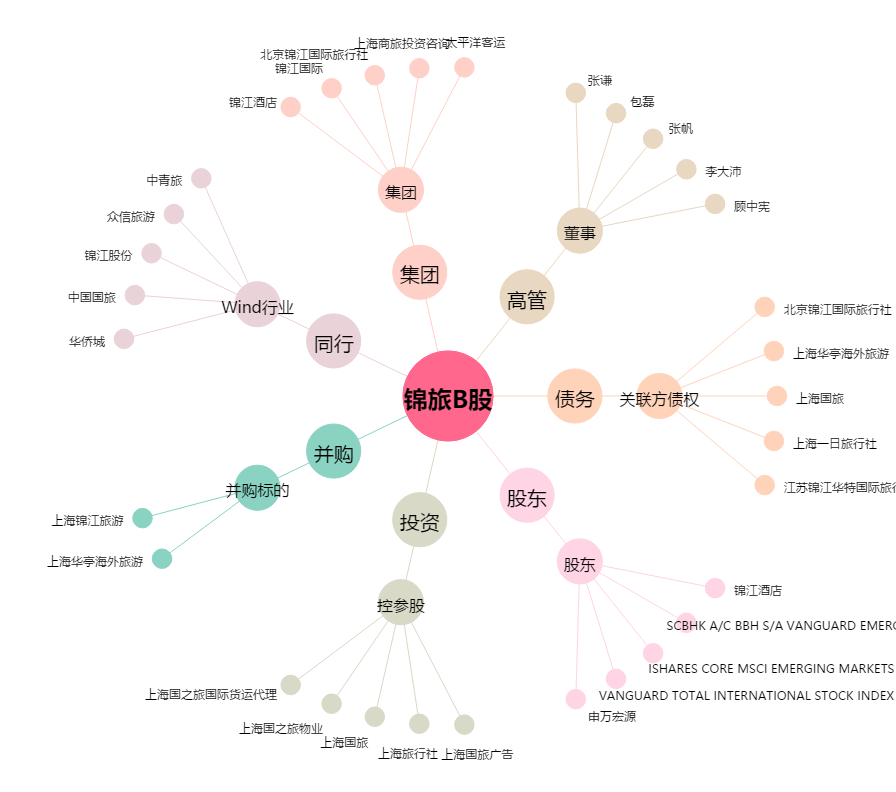 上海商旅投资咨询
太平洋客运
北京锦江国际旅行社
锦江国际
锦江酒店
集团
集团
张谦
包磊
张帆
李大沛
顾中宪
董事
高管
中青旅
众信旅游
锦江股份
中国国旅
华侨城
Wind行业
同行
锦旅B股
债务
关联方债权
北京锦江国际旅行社
上海华亭海外旅游
上海国旅
上海一日旅行社
江苏锦江华特国际旅行
并购
并购标的
上海锦江旅游
上海华亭海外旅游
投资
控参股
上海国之旅国际货运代理
上海国之旅物业
上海国旅
上海旅行社
上海国旅广告
股东
股东
锦江酒店
SCBHK A/C BBH S/A VANGUARD EMERG
ISHARES CORE MSCI EMERGING MARKETS
VANGUARD TOTAL INTERNATIONAL STOCK INDEX
申万宏源